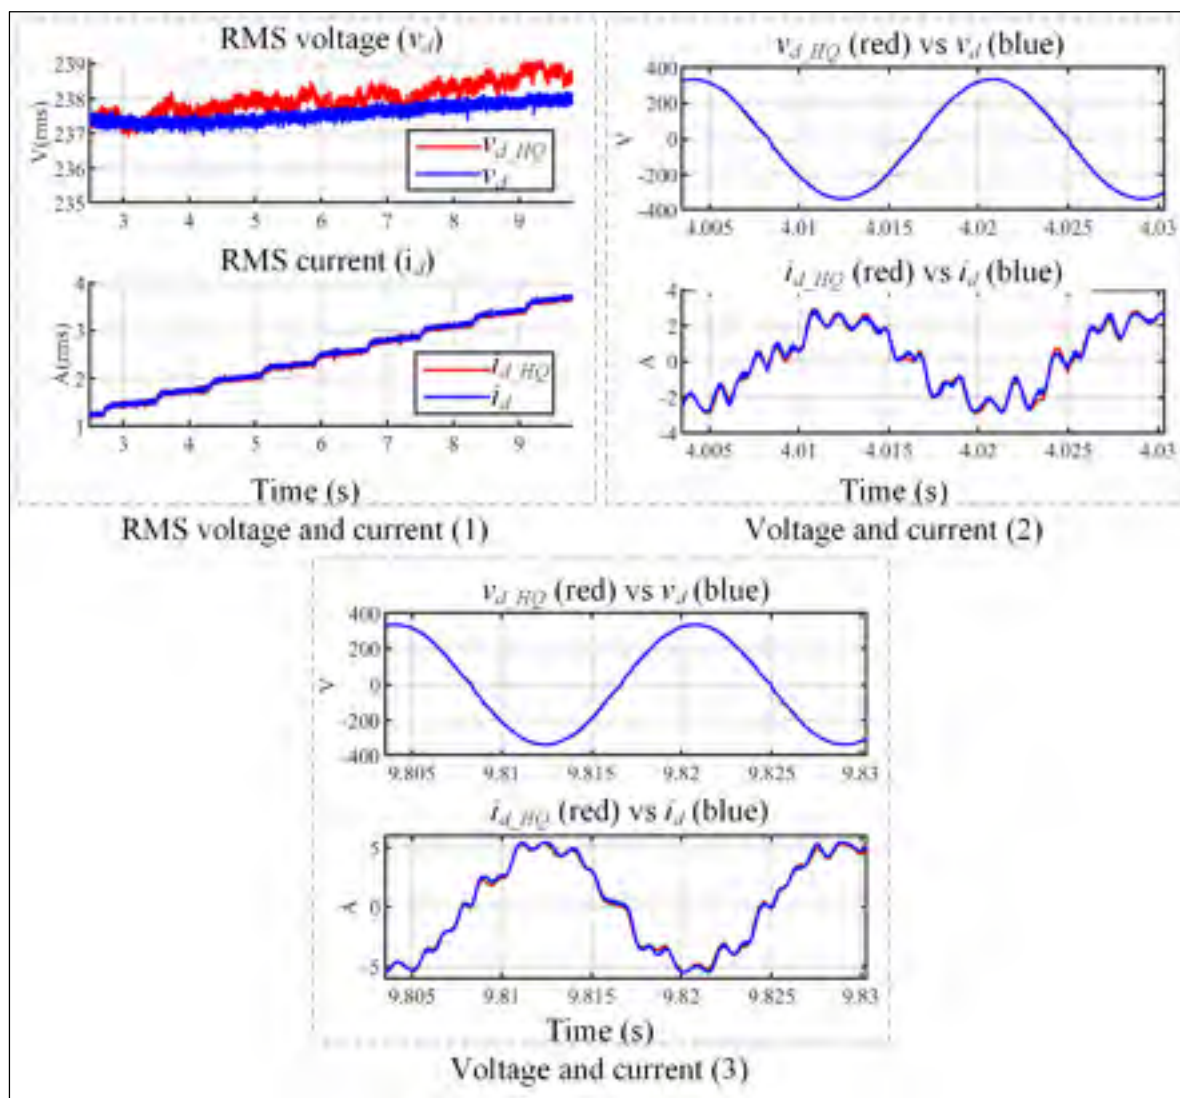 RMS voltage (v_d)
239
238
237
236
235
V(rms)
v_d_HQ
v_d
3 4 5 6 7 8 9
RMS current (i_d)
4
3
2
1
A(rms)
i_d_HQ
i_d
3 4 5 6 7 8 9
Time (s)
RMS voltage and current (1)
v_d_HQ (red) vs v_d (blue)
400
200
0
-200
-400
V
4.005 4.01 4.015 4.02 4.025 4.03
i_d_HQ (red) vs i_d (blue)
4
2
0
-2
-4
A
4.005 4.01 4.015 4.02 4.025 4.03
Time (s)
Voltage and current (2)
v_d_HQ (red) vs v_d (blue)
400
200
0
-200
-400
V
9.805 9.81 9.815 9.82 9.825 9.83
i_d_HQ (red) vs i_d (blue)
5
0
-5
A
9.805 9.81 9.815 9.82 9.825 9.83
Time (s)
Voltage and current (3)